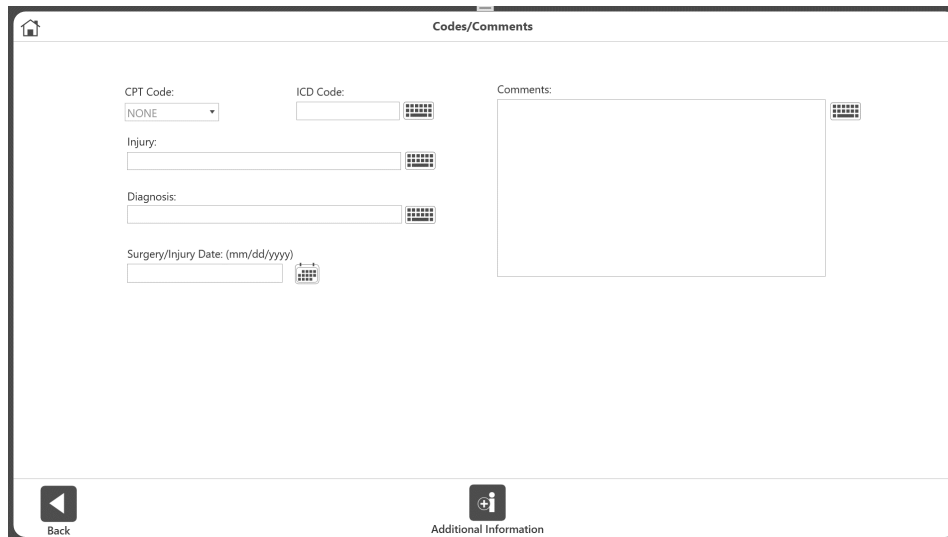 Codes/Comments
CPT Code:
NONE
ICD Code:
Comments:
Injury:
Diagnosis:
Surgery/Injury Date: (mm/dd/yyyy)
Back
Additional Information